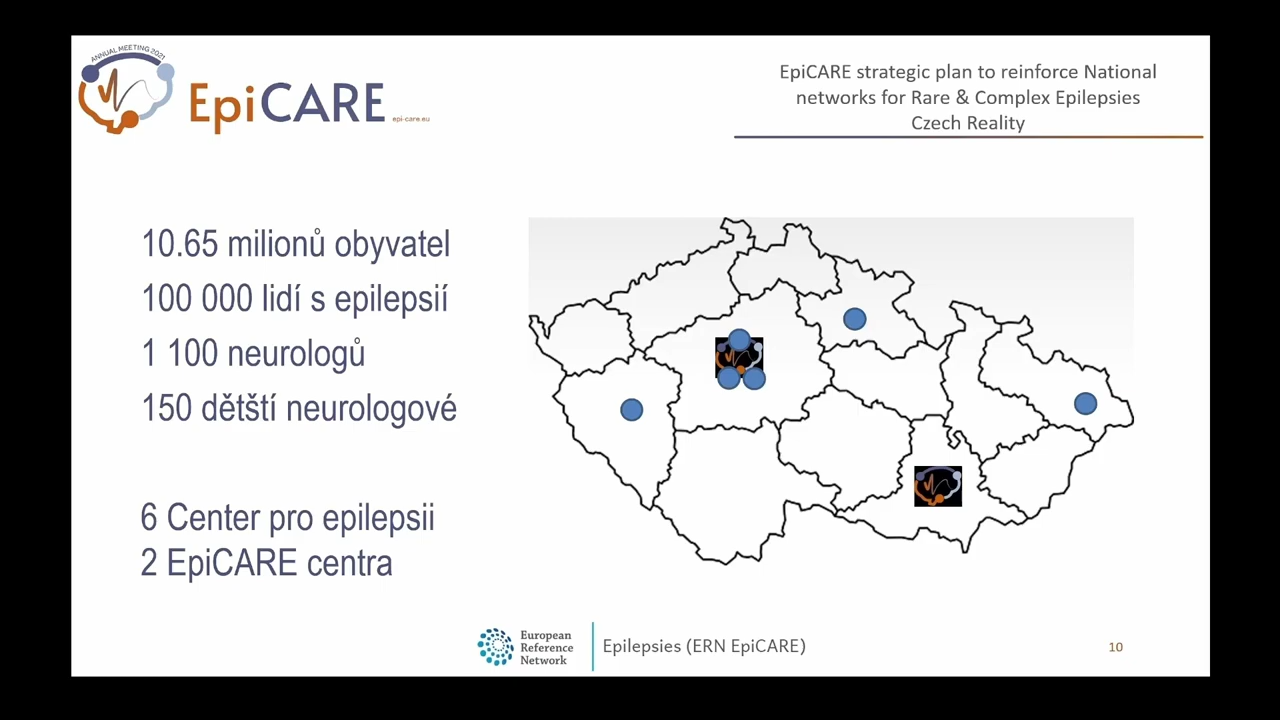 ANNUAL MEETING 2021
EpiCARE
epi-care.eu
EpiCARE strategic plan to reinforce National
networks for Rare & Complex Epilepsies
Czech Reality
10.65 milionů obyvatel
100 000 lidí s epilepsií
1 100 neurologů
150 dětští neurologové
6 Center pro epilepsii
2 EpiCARE centra
European
Reference
Network
Epilepsies (ERN EpiCARE)
10